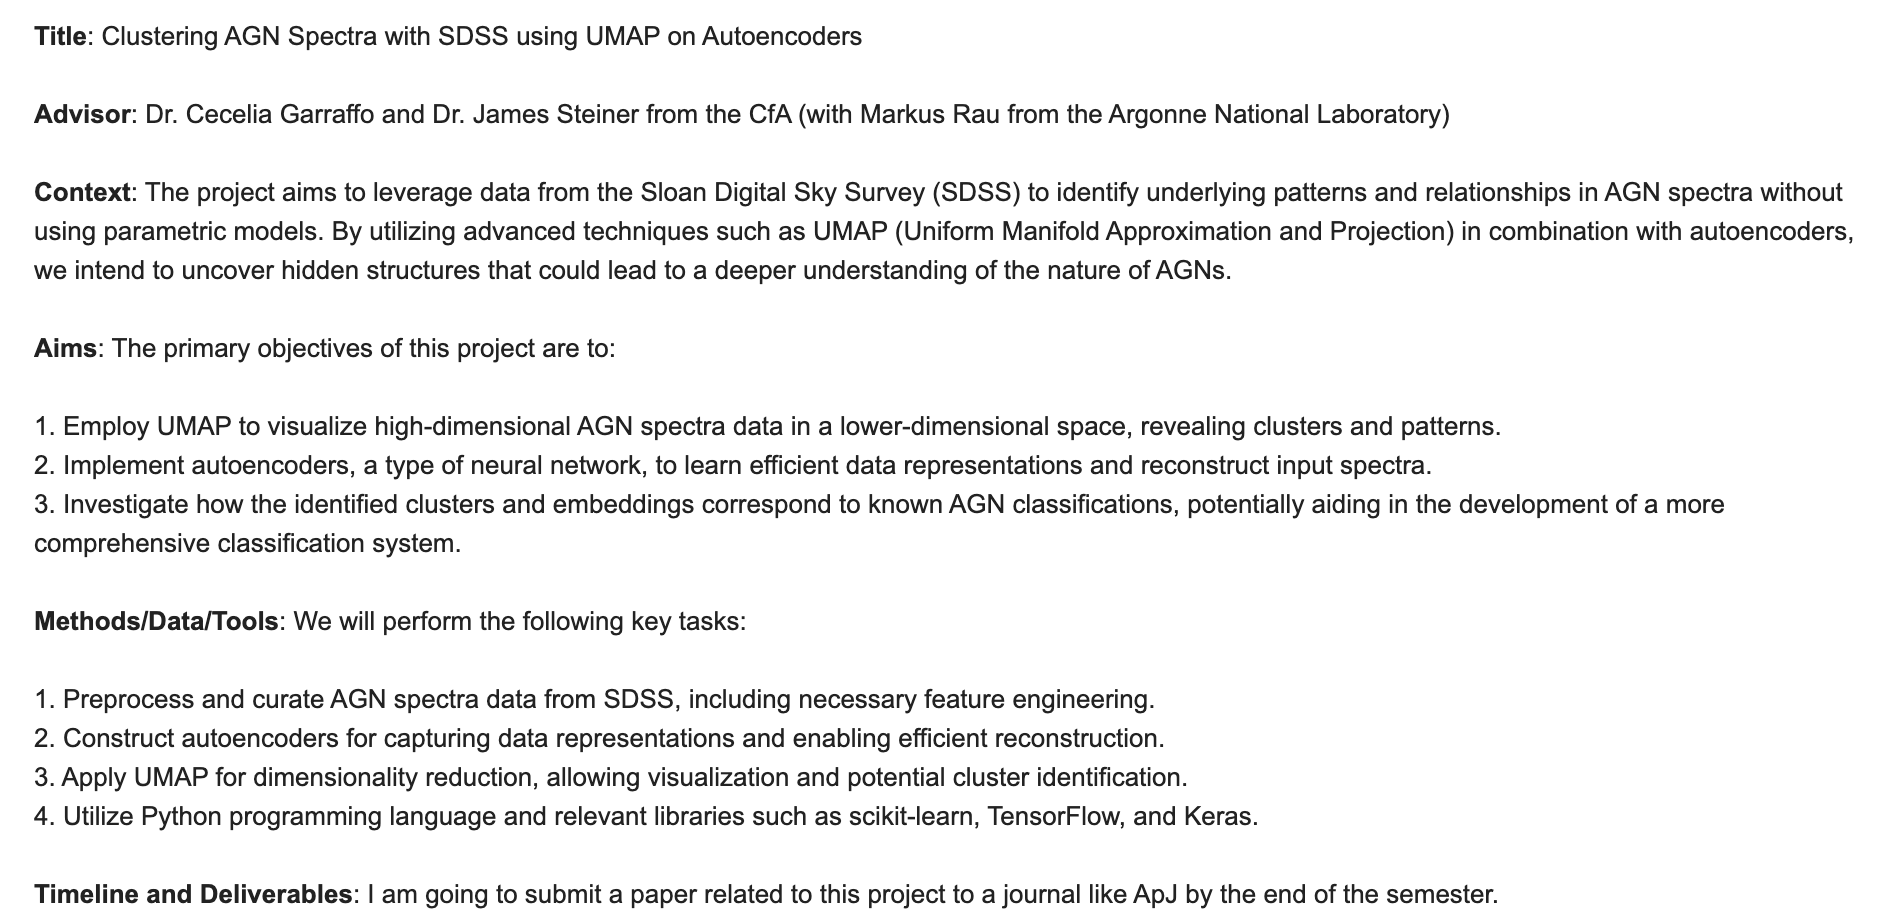 Title: Clustering AGN Spectra with SDSS using UMAP on Autoencoders
Advisor: Dr. Cecelia Garraffo and Dr. James Steiner from the CfA (with Markus Rau from the Argonne National Laboratory)
Context: The project aims to leverage data from the Sloan Digital Sky Survey (SDSS) to identify underlying patterns and relationships in AGN spectra without
using parametric models. By utilizing advanced techniques such as UMAP (Uniform Manifold Approximation and Projection) in combination with autoencoders,
we intend to uncover hidden structures that could lead to a deeper understanding of the nature of AGNs.
Aims: The primary objectives of this project are to:
1. Employ UMAP to visualize high-dimensional AGN spectra data in a lower-dimensional space, revealing clusters and patterns.
2. Implement autoencoders, a type of neural network, to learn efficient data representations and reconstruct input spectra.
3. Investigate how the identified clusters and embeddings correspond to known AGN classifications, potentially aiding in the development of a more
comprehensive classification system.
Methods/Data/Tools: We will perform the following key tasks:
1. Preprocess and curate AGN spectra data from SDSS, including necessary feature engineering.
2. Construct autoencoders for capturing data representations and enabling efficient reconstruction.
3. Apply UMAP for dimensionality reduction, allowing visualization and potential cluster identification.
4. Utilize Python programming language and relevant libraries such as scikit-learn, TensorFlow, and Keras.
Timeline and Deliverables: I am going to submit a paper related to this project to a journal like ApJ by the end of the semester.